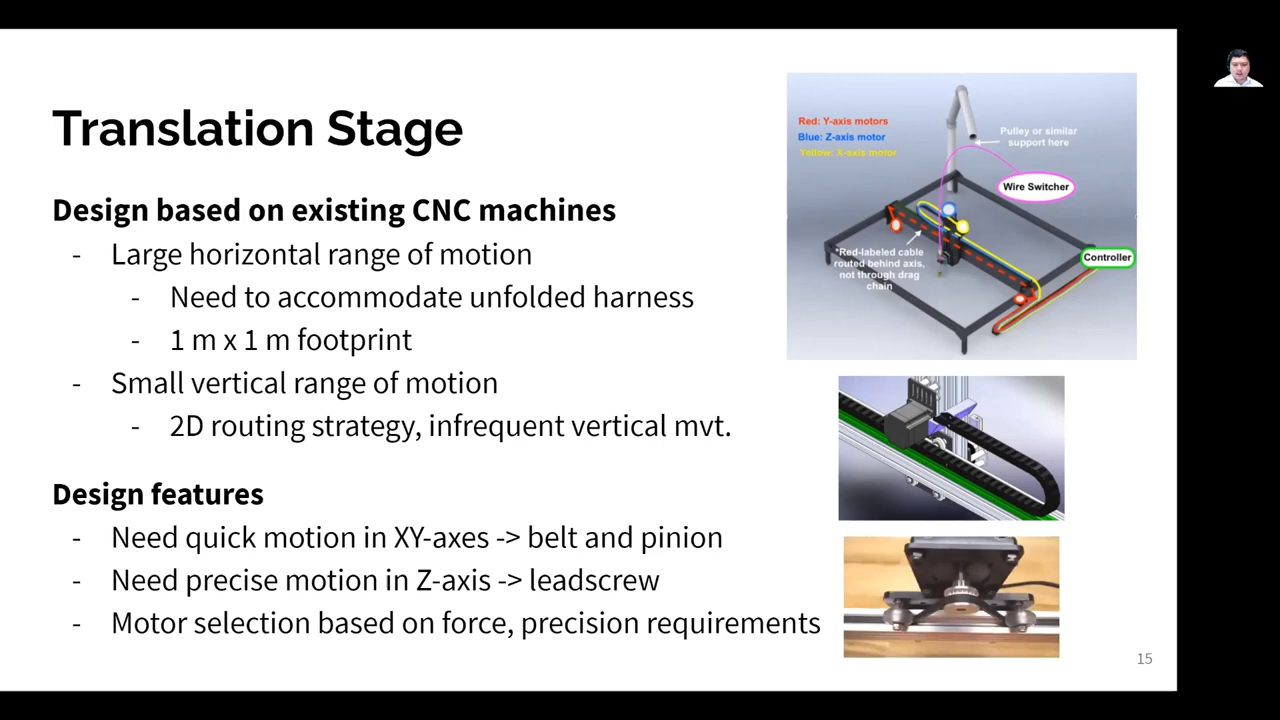 Translation Stage
Design based on existing CNC machines
- Large horizontal range of motion
- Need to accommodate unfolded harness
- 1 m x 1 m footprint
- Small vertical range of motion
- 2D routing strategy, infrequent vertical mvt.
Design features
- Need quick motion in XY-axes -> belt and pinion
- Need precise motion in Z-axis -> leadscrew
- Motor selection based on force, precision requirements
Red: Y-axis motors
Blue: Z-axis motor
Yellow: X-axis motor
Pulley or similar
support here
Wire Switcher
*Red-labeled cable
routed behind axis,
not through drag
chain
Controller
15